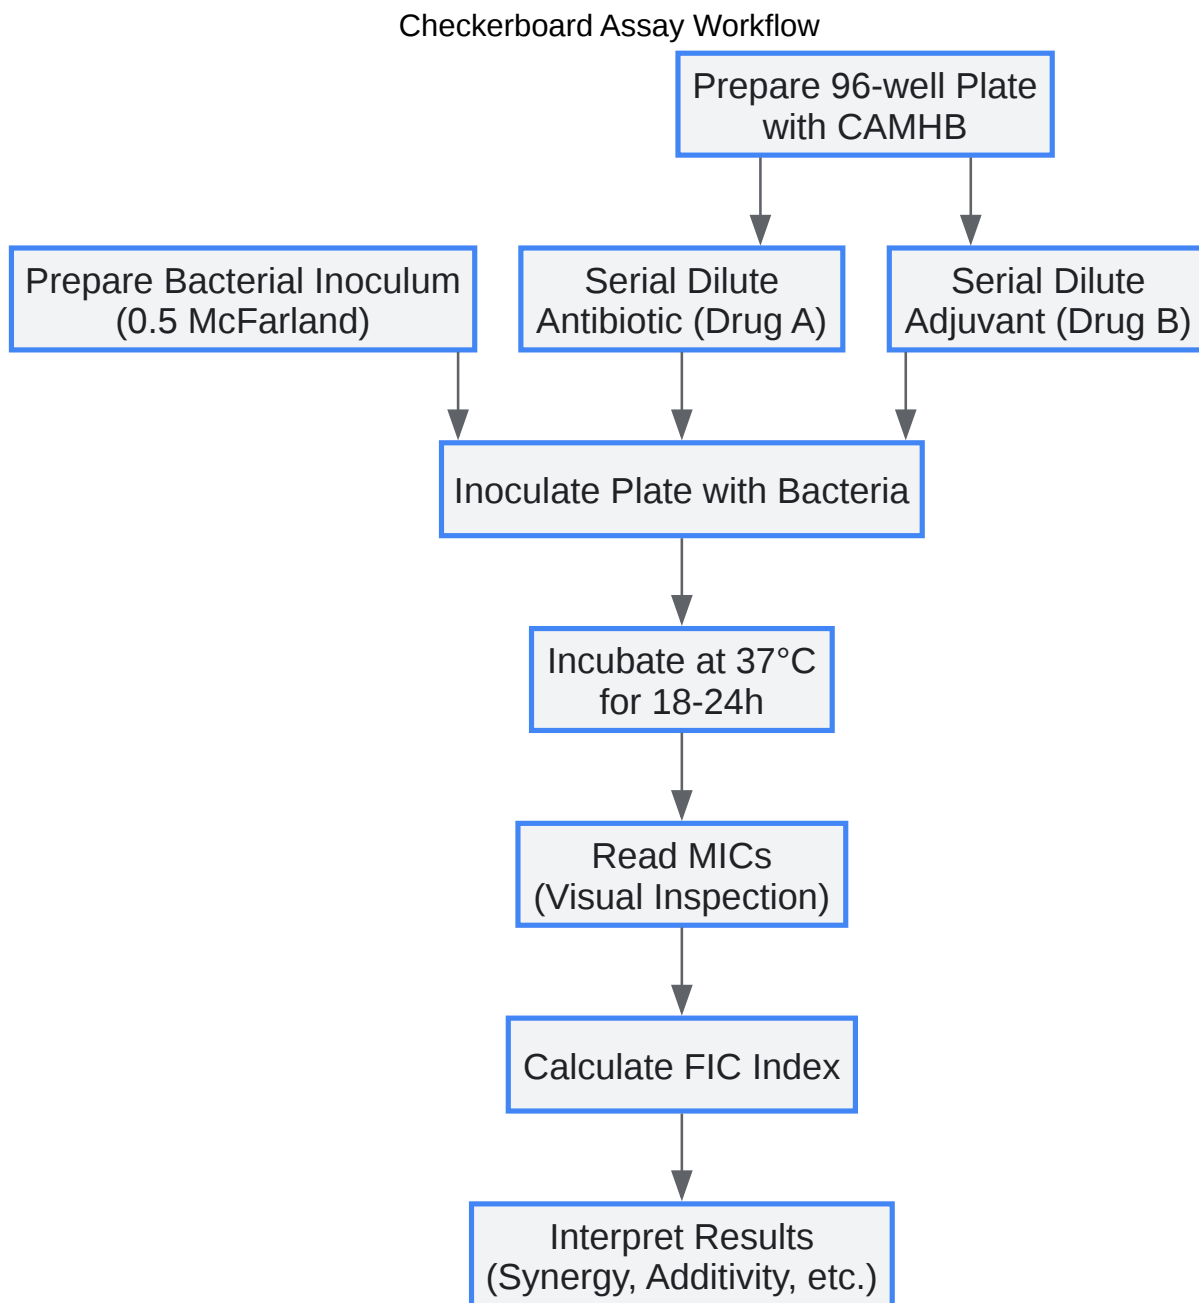 Checkerboard Assay Workflow
Prepare 96-well Plate
with CAMHB
Prepare Bacterial Inoculum
(0.5 McFarland)
Serial Dilute
Antibiotic (Drug A)
Serial Dilute
Adjuvant (Drug B)
Inoculate Plate with Bacteria
Incubate at 37°C
for 18-24h
Read MICs
(Visual Inspection)
Calculate FIC Index
Interpret Results
(Synergy, Additivity, etc.)